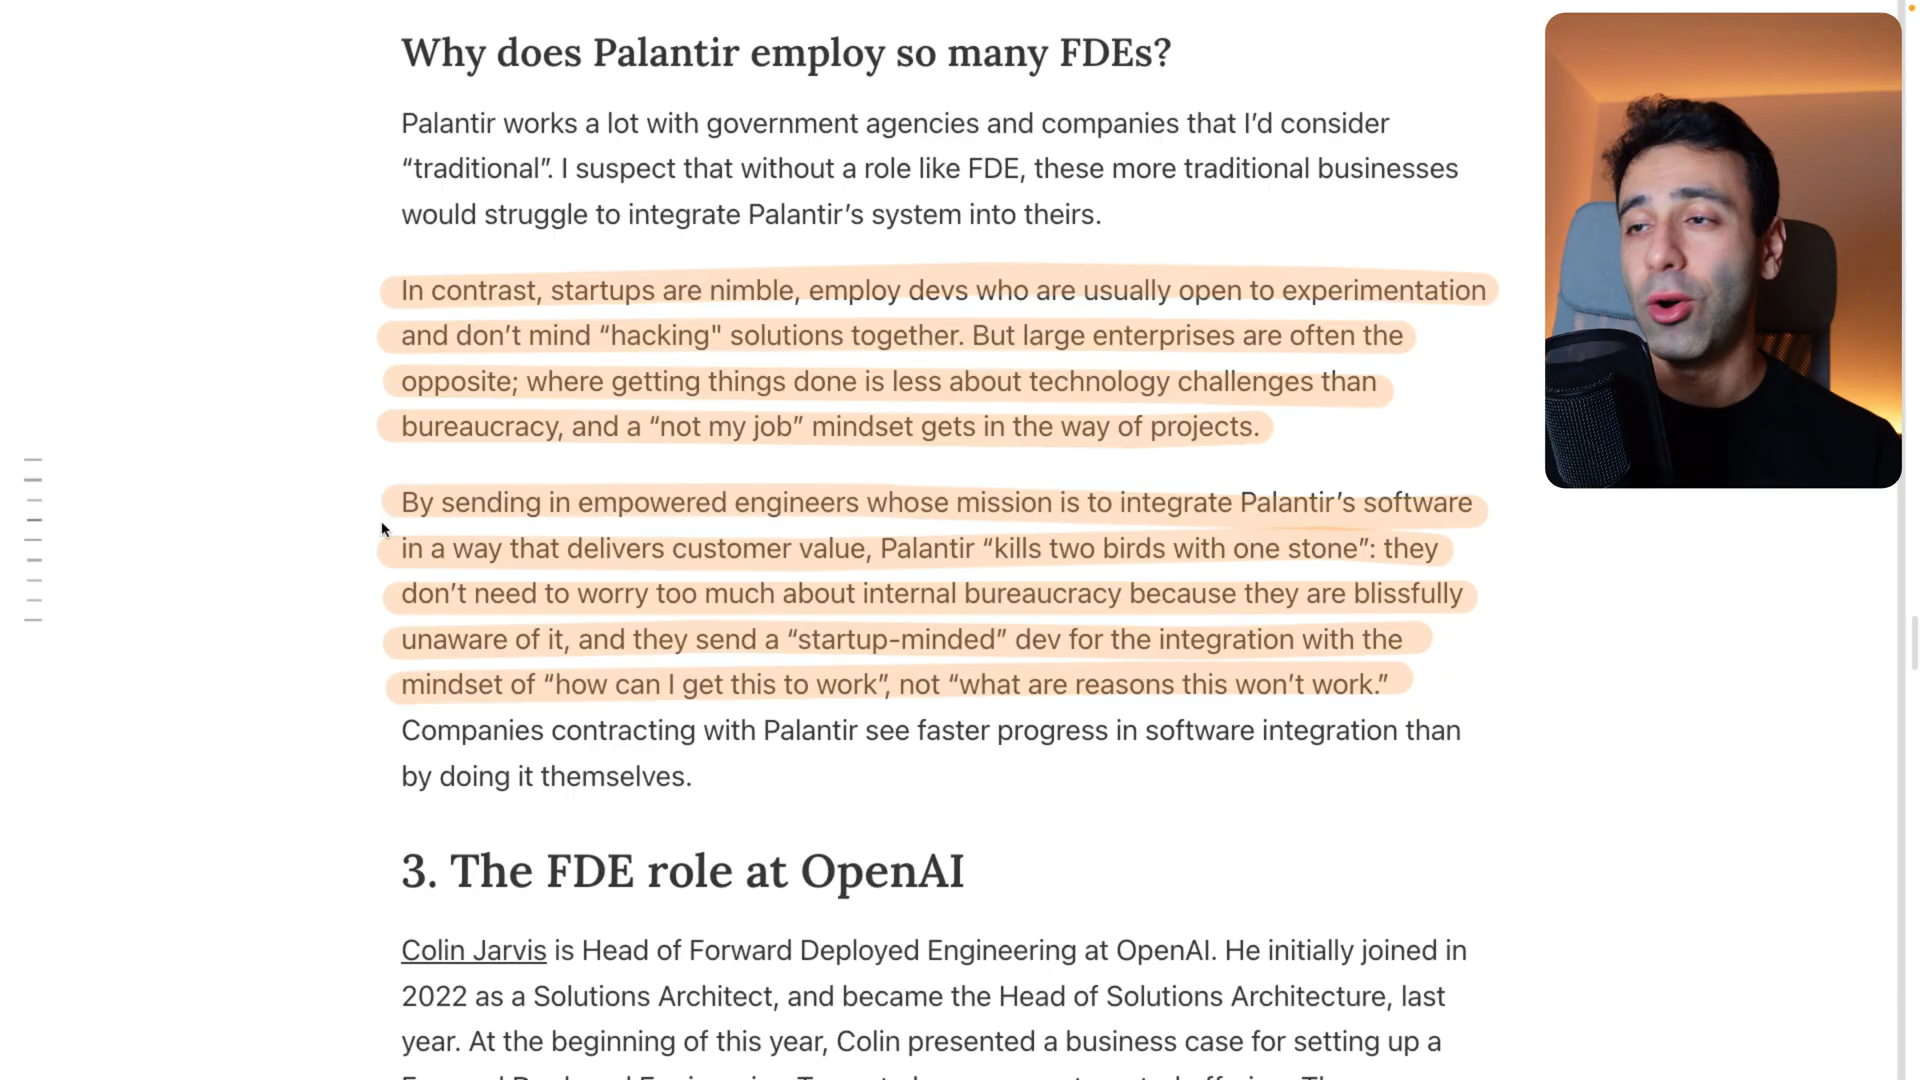 Why does Palantir employ so many FDEs?
Palantir works a lot with government agencies and companies that I’d consider
“traditional”. I suspect that without a role like FDE, these more traditional businesses
would struggle to integrate Palantir’s system into theirs.
In contrast, startups are nimble, employ devs who are usually open to experimentation
and don’t mind “hacking" solutions together. But large enterprises are often the
opposite; where getting things done is less about technology challenges than
bureaucracy, and a “not my job” mindset gets in the way of projects.
By sending in empowered engineers whose mission is to integrate Palantir’s software
in a way that delivers customer value, Palantir “kills two birds with one stone”: they
don’t need to worry too much about internal bureaucracy because they are blissfully
unaware of it, and they send a “startup-minded” dev for the integration with the
mindset of “how can I get this to work”, not “what are reasons this won’t work.”
Companies contracting with Palantir see faster progress in software integration than
by doing it themselves.
3. The FDE role at OpenAI
Colin Jarvis is Head of Forward Deployed Engineering at OpenAI. He initially joined in
2022 as a Solutions Architect, and became the Head of Solutions Architecture, last
year. At the beginning of this year, Colin presented a business case for setting up a